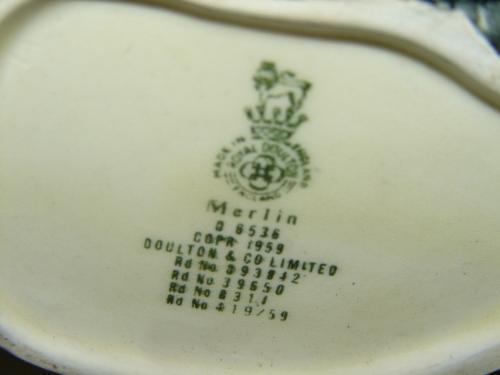 MADE IN ENGLAND
ROYAL DOULTON
ENGLAND
Merlin
D 6536
COPR 1959
DOULTON & CO LIMITED
Rd No 893842
Rd No 39650
Rd No 8311
Rd No 419/59